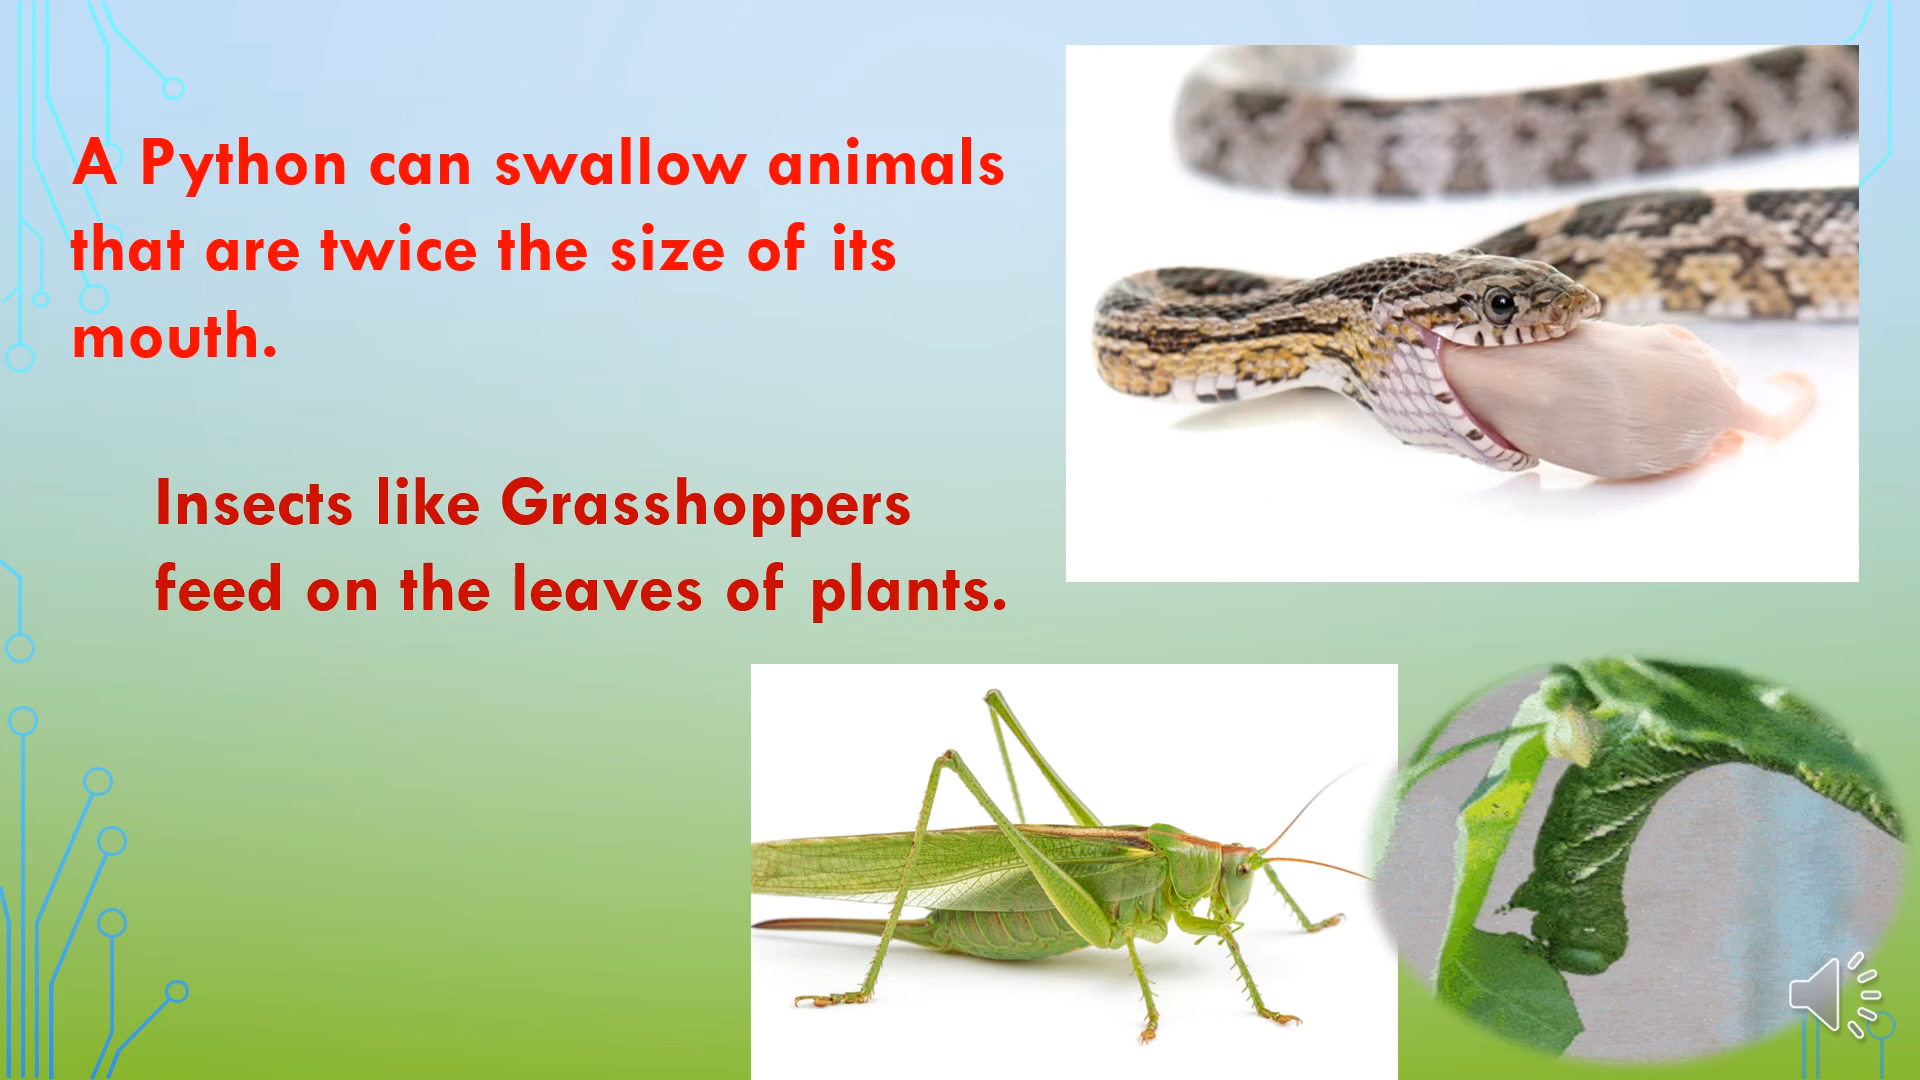 A Python can swallow animals
that are twice the size of its
mouth.
Insects like Grasshoppers
feed on the leaves of plants.